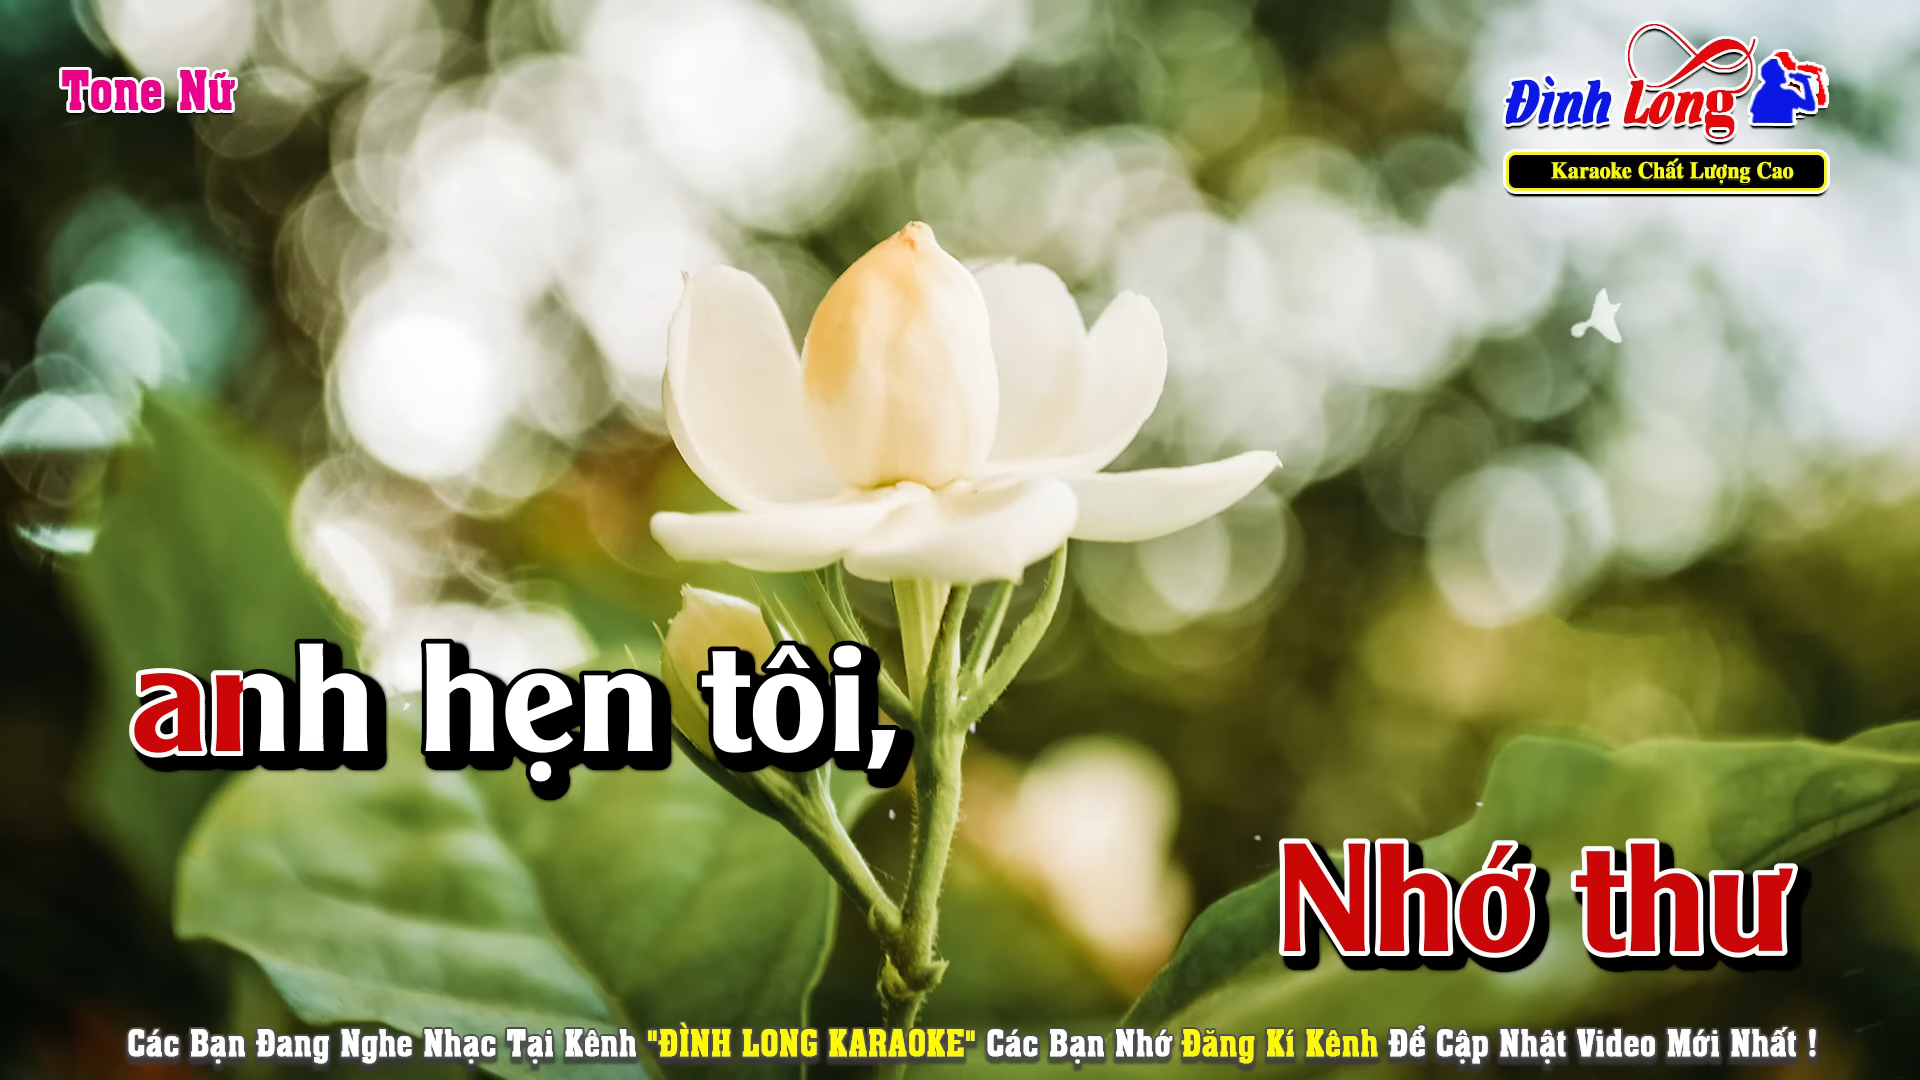 Tone Nữ
Đình Long
Karaoke Chất Lượng Cao
anh hẹn tôi,
Nhớ thư
Các Bạn Đang Nghe Nhạc Tại Kênh "ĐÌNH LONG KARAOKE" Các Bạn Nhớ Đăng Kí Kênh Để Cập Nhật Video Mới Nhất !